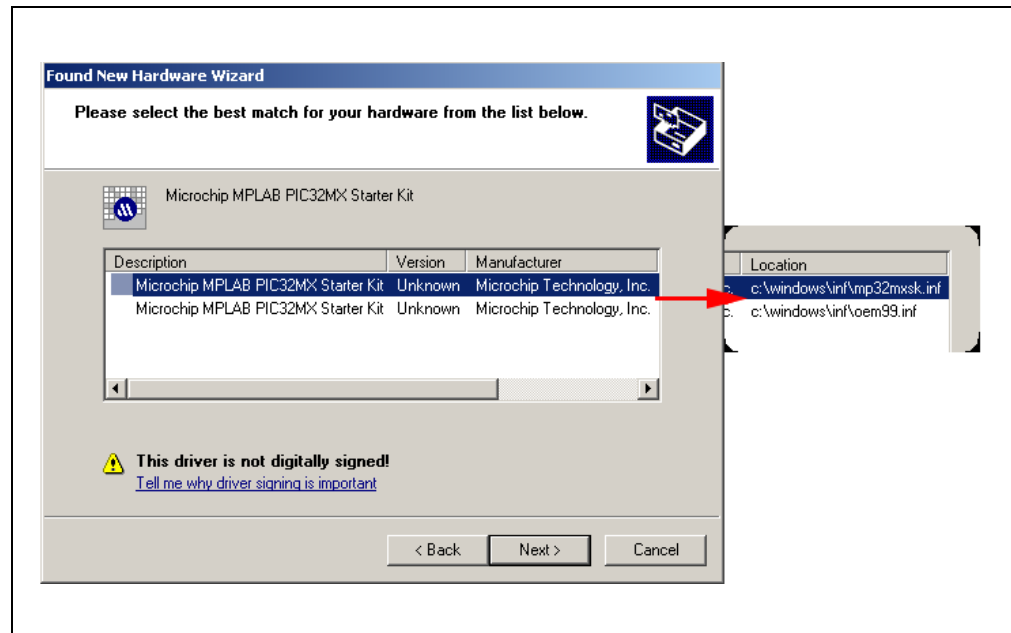 Found New Hardware Wizard
Please select the best match for your hardware from the list below.
Microchip MPLAB PIC32MX Starter Kit
Description Version Manufacturer Location
Microchip MPLAB PIC32MX Starter Kit Unknown Microchip Technology, Inc. c. c:\windows\inf\mp32mxsk.inf
Microchip MPLAB PIC32MX Starter Kit Unknown Microchip Technology, Inc. c. c:\windows\inf\oem99.inf
This driver is not digitally signed!
Tell me why driver signing is important
< Back Next > Cancel